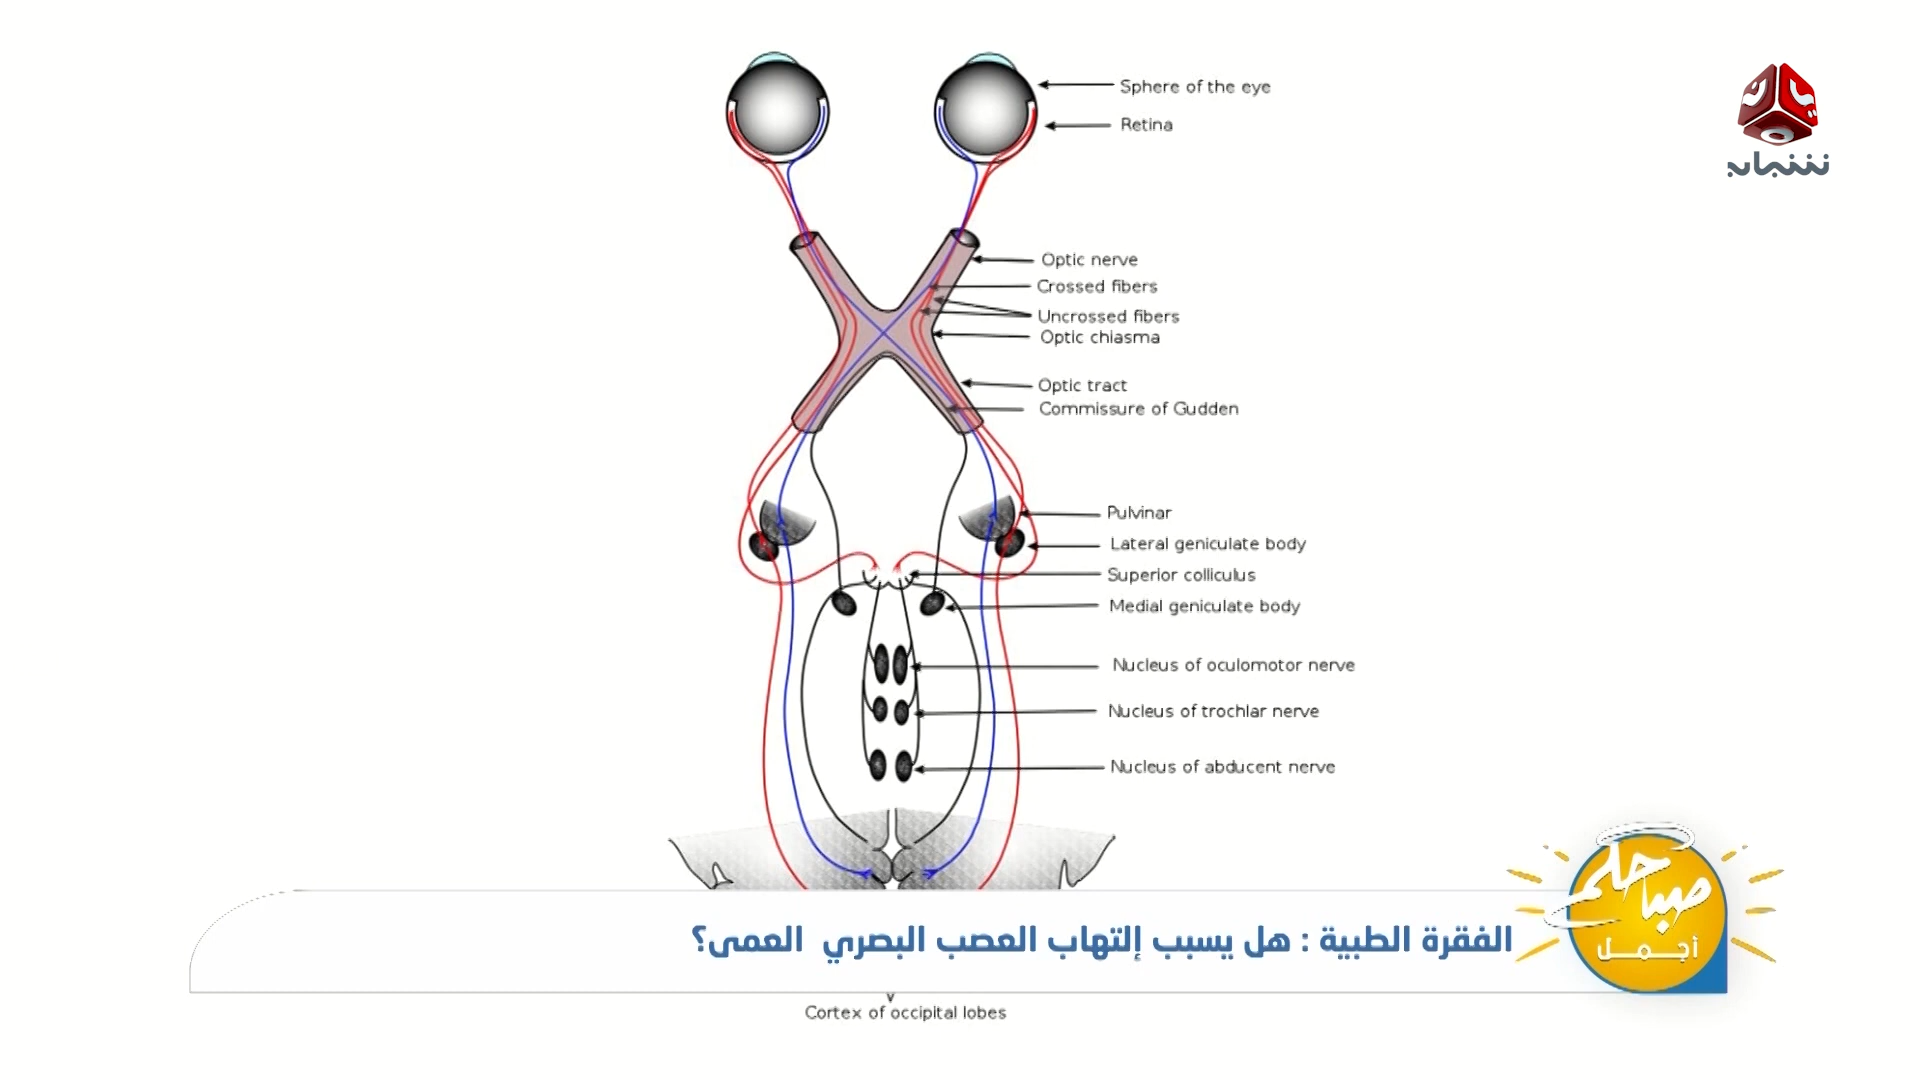 Sphere of the eye
Retina
يمن
شباب
Optic nerve
Crossed fibers
Uncrossed fibers
Optic chiasma
Optic tract
Commissure of Gudden
Pulvinar
Lateral geniculate body
Superior colliculus
Medial geniculate body
Nucleus of oculomotor nerve
Nucleus of trochlar nerve
Nucleus of abducent nerve
صباحكم
أجمل
الفقرة الطبية : هل يسبب إلتهاب العصب البصري العمى؟
Cortex of occipital lobes